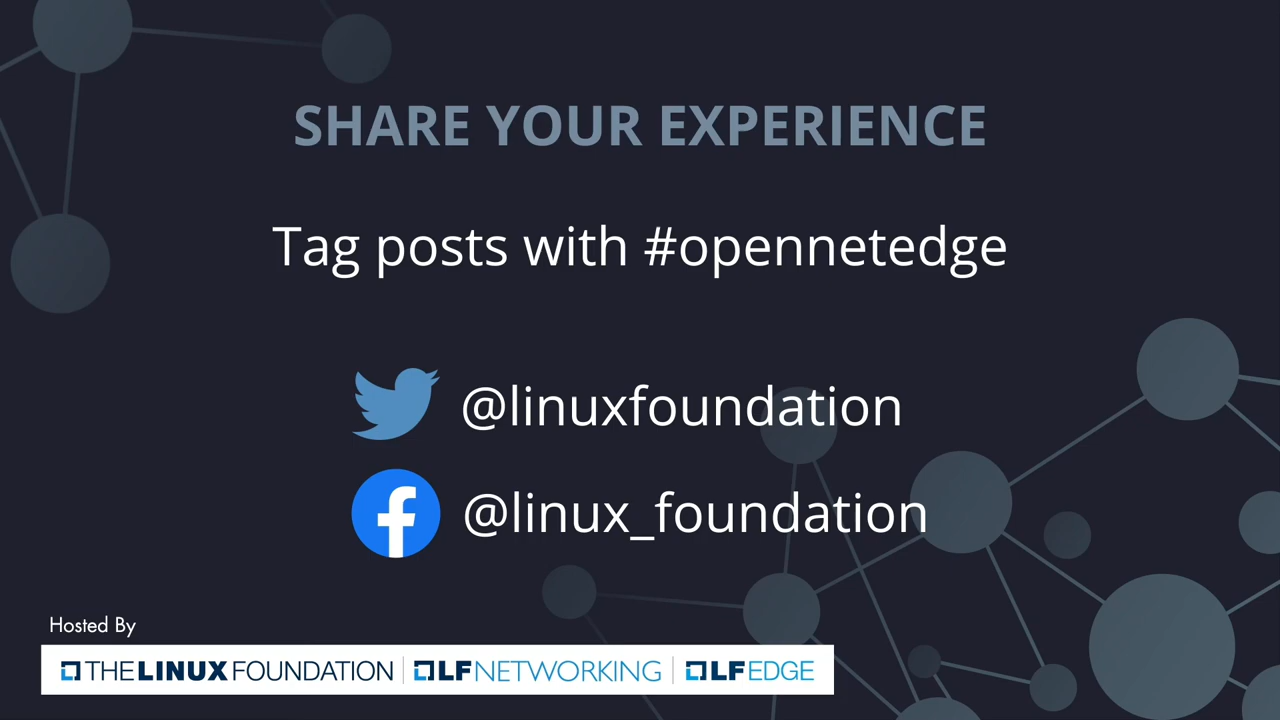 SHARE YOUR EXPERIENCE
Tag posts with #opennetedge
@linuxfoundation
@linux_foundation
Hosted By
THE LINUX FOUNDATION | LF NETWORKING | LF EDGE